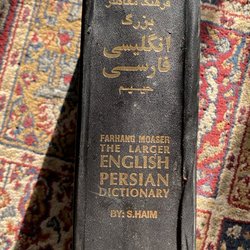 فرهنگ معاصر
بزرگ
انگلیسی
فارسی
حییم
FARHANG MOASER
THE LARGER
ENGLISH
PERSIAN
DICTIONARY
BY: S.HAIM